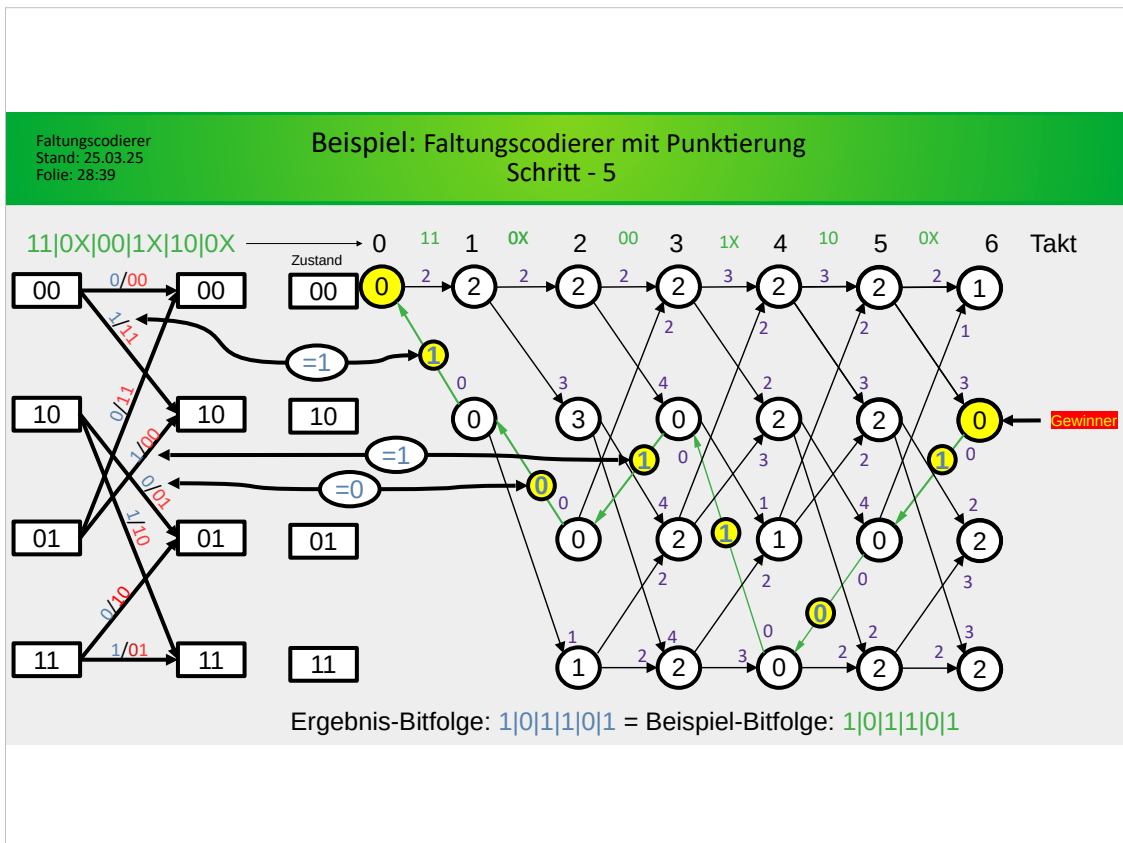 Faltungscodierer
Stand: 25.03.25
Folie: 28:39
Beispiel: Faltungscodierer mit Punktierung
Schritt - 5
11|0X|00|1X|10|0X 0 11 1 0X 2 00 3 1X 4 10 5 0X 6 Takt
Zustand
00 0/00 00 00 0 2 2 2 2 2 2 3 2 3 2 2 1
1/11 2 2 1
=1 1
0/11 0 3 4 2 3 3
10 10 10 0 3 0 2 2 0 Gewinner
1/00 =1 1 0 3 2 1 0
0/01 =0 0
1/10 0 4 1 4 2
01 01 01 0 2 1 1 0 2
2 2 0 3
0/10 0
1 4 0 2 3
11 1/01 11 11 1 2 2 3 0 2 2 2 2
Ergebnis-Bitfolge: 1|0|1|1|0|1 = Beispiel-Bitfolge: 1|0|1|1|0|1